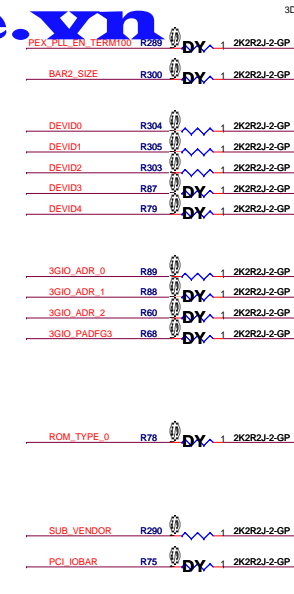 3D
e.vn
PEX_PLL_EN_TERM100 R289 DY 1 2K2R2J-2-GP
BAR2_SIZE R300 DY 1 2K2R2J-2-GP
DEVID0 R304 1 2K2R2J-2-GP
DEVID1 R305 1 2K2R2J-2-GP
DEVID2 R303 1 2K2R2J-2-GP
DEVID3 R87 DY 1 2K2R2J-2-GP
DEVID4 R79 DY 1 2K2R2J-2-GP
3GIO_ADR_0 R89 1 2K2R2J-2-GP
3GIO_ADR_1 R88 DY 1 2K2R2J-2-GP
3GIO_ADR_2 R60 DY 1 2K2R2J-2-GP
3GIO_PADFG3 R68 DY 1 2K2R2J-2-GP
ROM_TYPE_0 R78 DY 1 2K2R2J-2-GP
SUB_VENDOR R290 1 2K2R2J-2-GP
PCI_IOBAR R75 DY 1 2K2R2J-2-GP